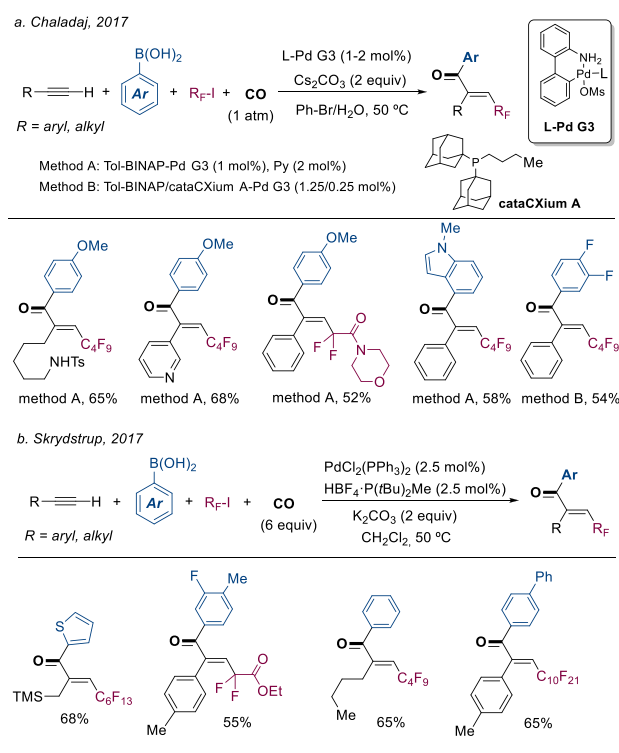 a. Chaladaj, 2017
B(OH)2
Ar
R
H
+
+ RF-I + CO
(1 atm)
R = aryl, alkyl
L-Pd G3 (1-2 mol%)
Cs2CO3 (2 equiv)
Ph-Br/H2O, 50 ºC
Ar
O
R
RF
NH2
Pd-L
OMs
L-Pd G3
Method A: Tol-BINAP-Pd G3 (1 mol%), Py (2 mol%)
Method B: Tol-BINAP/cataCXium A-Pd G3 (1.25/0.25 mol%)
P
Me
cataCXium A
OMe
O
C4F9
NHTs
method A, 65%
OMe
O
C4F9
N
method A, 68%
OMe
O
O
F F
N
O
method A, 52%
Me
N
O
C4F9
method A, 58%
F
F
O
C4F9
method B, 54%
b. Skrydstrup, 2017
B(OH)2
Ar
R
H
+
+ RF-I + CO
(6 equiv)
R = aryl, alkyl
PdCl2(PPh3)2 (2.5 mol%)
HBF4·P(tBu)2Me (2.5 mol%)
K2CO3 (2 equiv)
CH2Cl2, 50 ºC
Ar
O
R
RF
S
O
TMS
C6F13
68%
F
Me
O
O
F F
OEt
Me
55%
O
C4F9
Me
65%
Ph
O
C10F21
Me
65%